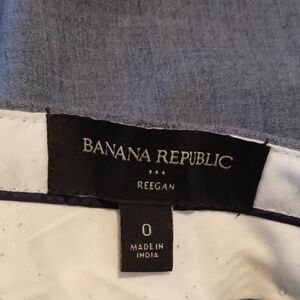 BANANA REPUBLIC
REEGAN
0
MADE IN
INDIA